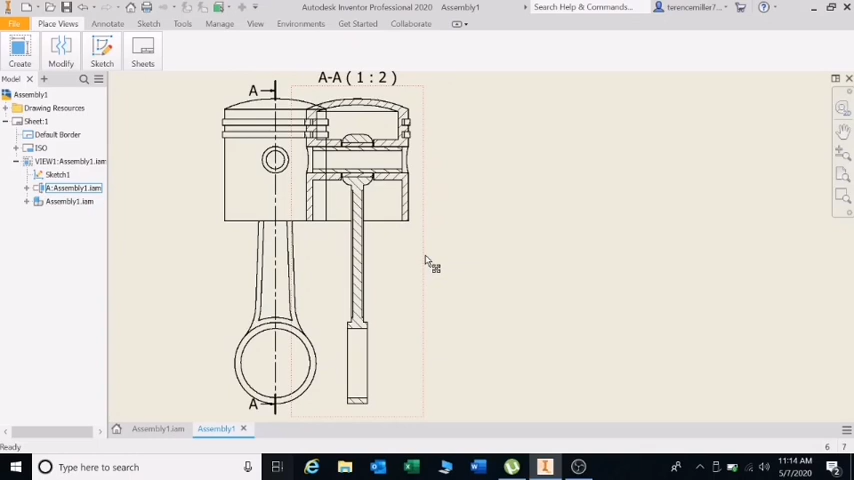 Autodesk Inventor Professional 2020 Assembly1
Search Help & Commands...
terencemiller7...
File Place Views Annotate Sketch Tools Manage View Environments Get Started Collaborate
Create
Modify
Sketch
Sheets
Model
Assembly1
Drawing Resources
Sheet:1
Default Border
ISO
VIEW1:Assembly1.iam
Sketch1
A:Assembly1.iam
Assembly1.iam
A-A ( 1 : 2 )
A
A
Assembly1.iam
Assembly1
Ready
6 7
Type here to search
11:14 AM
5/7/2020
2